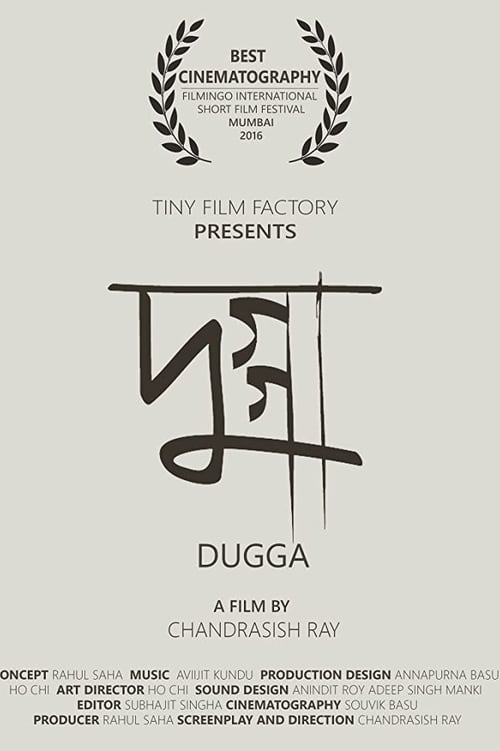 BEST
CINEMATOGRAPHY
FILMINGO INTERNATIONAL
SHORT FILM FESTIVAL
MUMBAI
2016
TINY FILM FACTORY
PRESENTS
দুগ্গা
DUGGA
A FILM BY
CHANDRASISH RAY
ONCEPT RAHUL SAHA MUSIC AVIIJIT KUNDU PRODUCTION DESIGN ANNAPURNA BASU
HO CHI ART DIRECTOR HO CHI SOUND DESIGN ANINDIT ROY ADEEP SINGH MANKI
EDITOR SUBHAJIT SINGHA CINEMATOGRAPHY SOUVIK BASU
PRODUCER RAHUL SAHA SCREENPLAY AND DIRECTION CHANDRASISH RAY